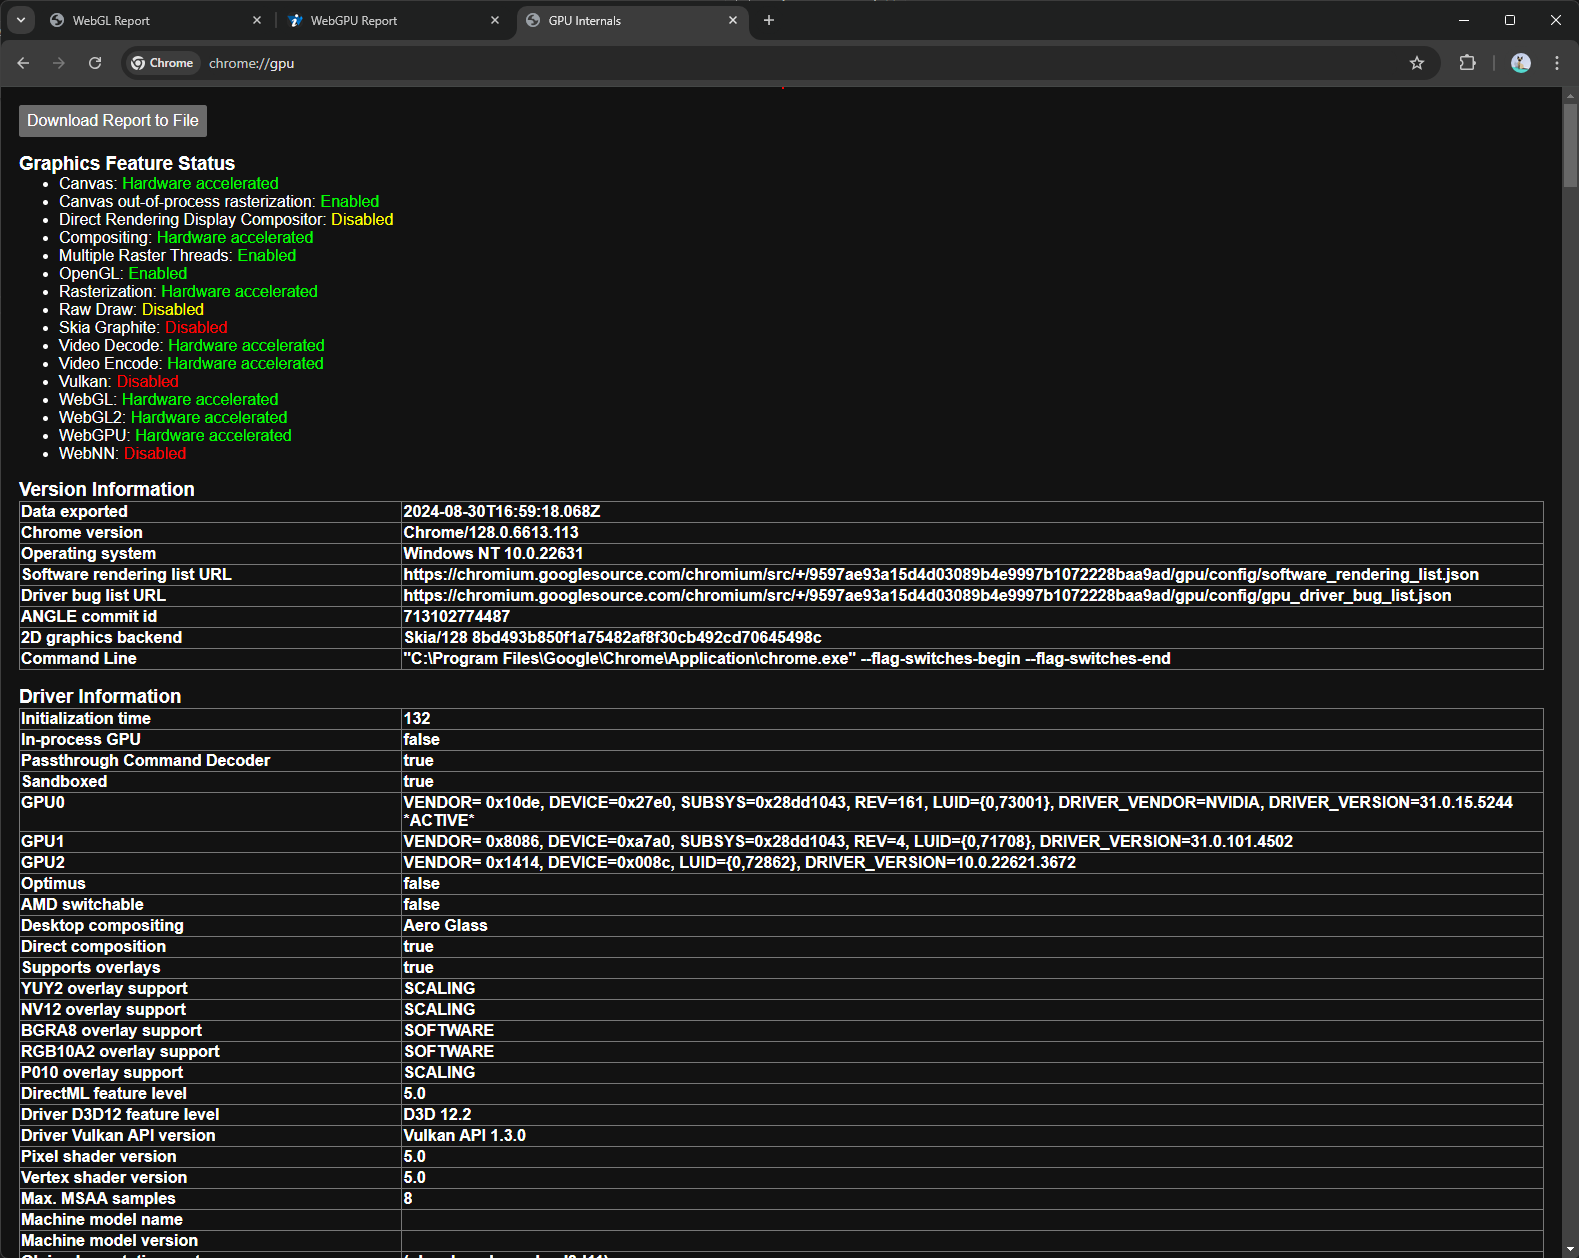 WebGL Report
WebGPU Report
GPU Internals
Chrome
chrome://gpu
Download Report to File
Graphics Feature Status
Canvas: Hardware accelerated
Canvas out-of-process rasterization: Enabled
Direct Rendering Display Compositor: Disabled
Compositing: Hardware accelerated
Multiple Raster Threads: Enabled
OpenGL: Enabled
Rasterization: Hardware accelerated
Raw Draw: Disabled
Skia Graphite: Disabled
Video Decode: Hardware accelerated
Video Encode: Hardware accelerated
Vulkan: Disabled
WebGL: Hardware accelerated
WebGL2: Hardware accelerated
WebGPU: Hardware accelerated
WebNN: Disabled
Version Information
Data exported 2024-08-30T16:59:18.068Z
Chrome version Chrome/128.0.6613.113
Operating system Windows NT 10.0.22631
Software rendering list URL https://chromium.googlesource.com/chromium/src/+/9597ae93a15d4d03089b4e9997b1072228baa9ad/gpu/config/software_rendering_list.json
Driver bug list URL https://chromium.googlesource.com/chromium/src/+/9597ae93a15d4d03089b4e9997b1072228baa9ad/gpu/config/gpu_driver_bug_list.json
ANGLE commit id 713102774487
2D graphics backend Skia/128 8bd493b850f1a75482af8f30cb492cd70645498c
Command Line "C:\Program Files\Google\Chrome\Application\chrome.exe" --flag-switches-begin --flag-switches-end
Driver Information
Initialization time 132
In-process GPU false
Passthrough Command Decoder true
Sandboxed true
GPU0 VENDOR= 0x10de, DEVICE=0x27e0, SUBSYS=0x28dd1043, REV=161, LUID={0,73001}, DRIVER_VENDOR=NVIDIA, DRIVER_VERSION=31.0.15.5244
*ACTIVE*
GPU1 VENDOR= 0x8086, DEVICE=0xa7a0, SUBSYS=0x28dd1043, REV=4, LUID={0,71708}, DRIVER_VERSION=31.0.101.4502
GPU2 VENDOR= 0x1414, DEVICE=0x008c, LUID={0,72862}, DRIVER_VERSION=10.0.22621.3672
Optimus false
AMD switchable false
Desktop compositing Aero Glass
Direct composition true
Supports overlays true
YUY2 overlay support SCALING
NV12 overlay support SCALING
BGRA8 overlay support SOFTWARE
RGB10A2 overlay support SOFTWARE
P010 overlay support SCALING
DirectML feature level 5.0
Driver D3D12 feature level D3D 12.2
Driver Vulkan API version Vulkan API 1.3.0
Pixel shader version 5.0
Vertex shader version 5.0
Max. MSAA samples 8
Machine model name
Machine model version